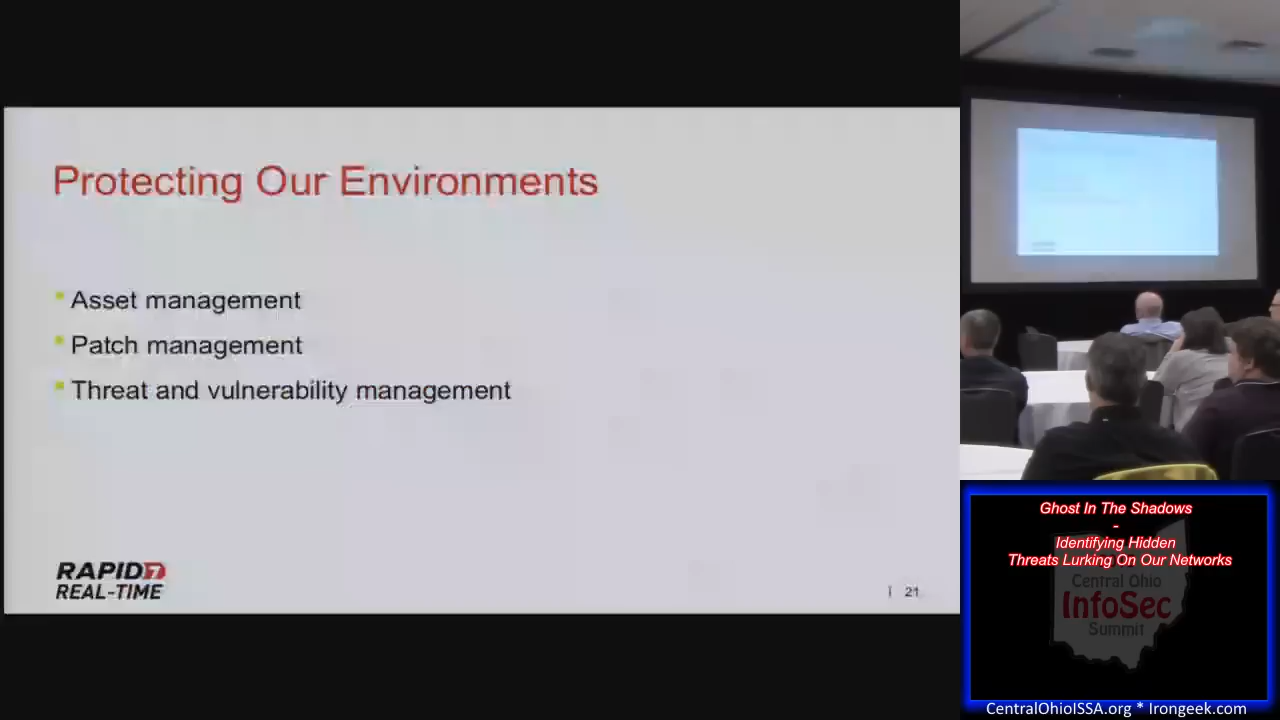 Protecting Our Environments
Asset management
Patch management
Threat and vulnerability management
RAPID7
REAL-TIME
| 21
Ghost In The Shadows
-
Identifying Hidden
Threats Lurking On Our Networks
Central Ohio
InfoSec
Summit
CentralOhioISSA.org * Irongeek.com